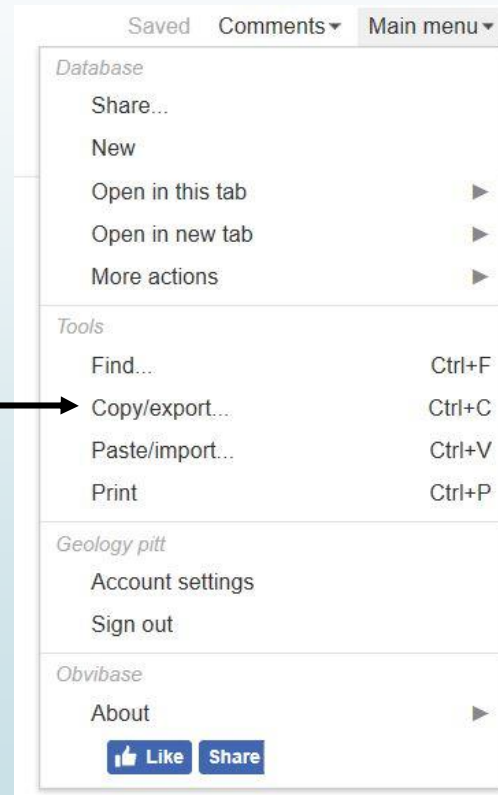 Saved Comments Main menu
Database
Share...
New
Open in this tab
Open in new tab
More actions
Tools
Find... Ctrl+F
Copy/export... Ctrl+C
Paste/import... Ctrl+V
Print Ctrl+P
Geology pitt
Account settings
Sign out
Obvibase
About
Like Share